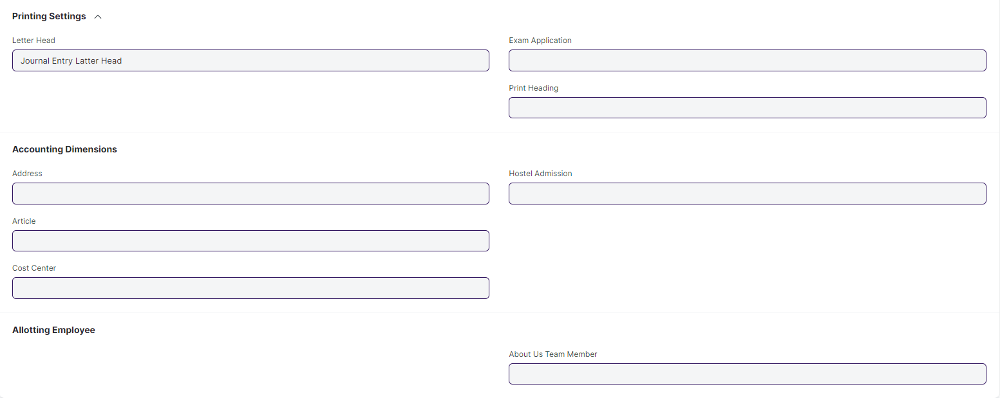 Printing Settings
Letter Head
Journal Entry Latter Head
Exam Application
Print Heading
Accounting Dimensions
Address
Article
Cost Center
Hostel Admission
Allotting Employee
About Us Team Member